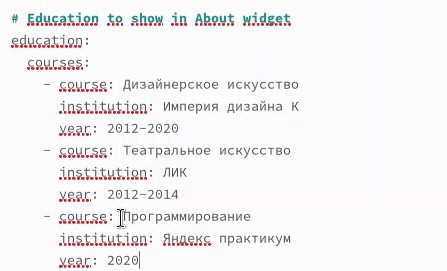 # Education to show in About widget
education:
  courses:
    - course: Дизайнерское искусство
      institution: Империя дизайна К
      year: 2012-2020
    - course: Театральное искусство
      institution: ЛИК
      year: 2012-2014
    - course: Программирование
      institution: Яндекс практикум
      year: 2020